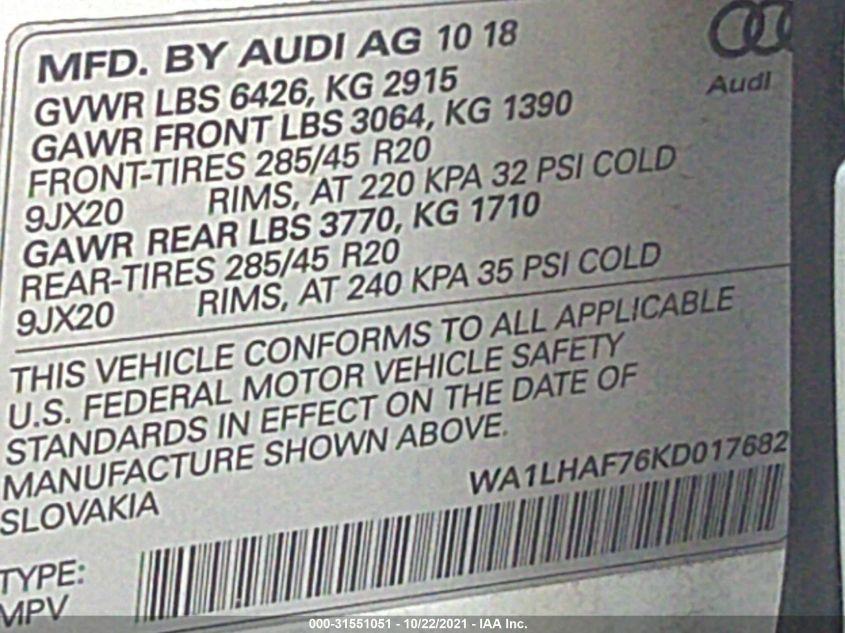 MFD. BY AUDI AG 10 18
Audi
GVWR LBS 6426, KG 2915
GAWR FRONT LBS 3064, KG 1390
FRONT-TIRES 285/45 R20
9JX20 RIMS, AT 220 KPA 32 PSI COLD
GAWR REAR LBS 3770, KG 1710
REAR-TIRES 285/45 R20
9JX20 RIMS, AT 240 KPA 35 PSI COLD
THIS VEHICLE CONFORMS TO ALL APPLICABLE
U.S. FEDERAL MOTOR VEHICLE SAFETY
STANDARDS IN EFFECT ON THE DATE OF
MANUFACTURE SHOWN ABOVE.
SLOVAKIA WA1LHAF76KD017682
TYPE:
MPV
000-31551051 - 10/22/2021 - IAA Inc.